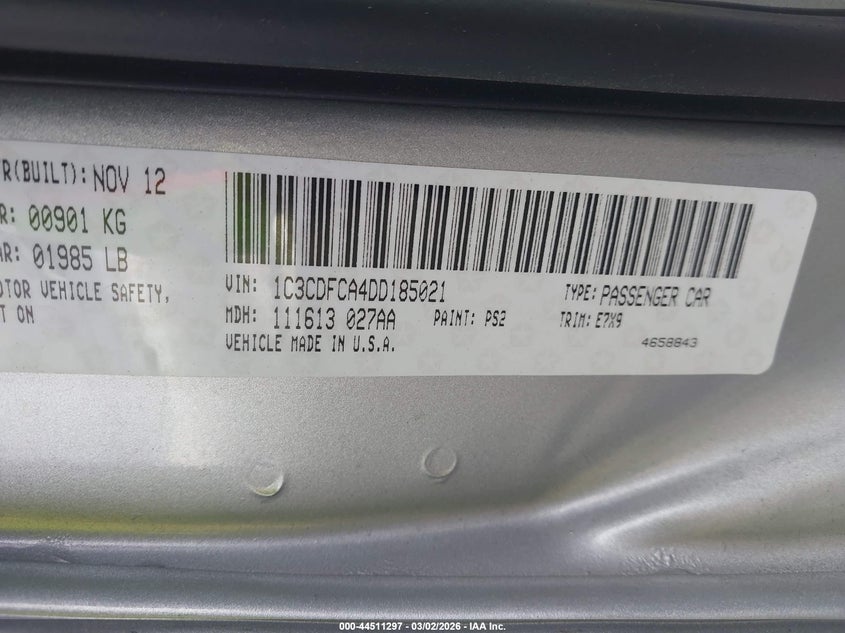 FR(BUILT): NOV 12
R: 00901 KG
AR: 01985 LB
OTOR VEHICLE SAFETY,
T ON
VIN: 1C3CDFCA4DD185021
TYPE: PASSENGER CAR
MDH: 111613 027AA
PAINT: PS2
TRIM: E7X9
VEHICLE MADE IN U.S.A.
4658843
000-44511297 - 03/02/2026 - IAA Inc.